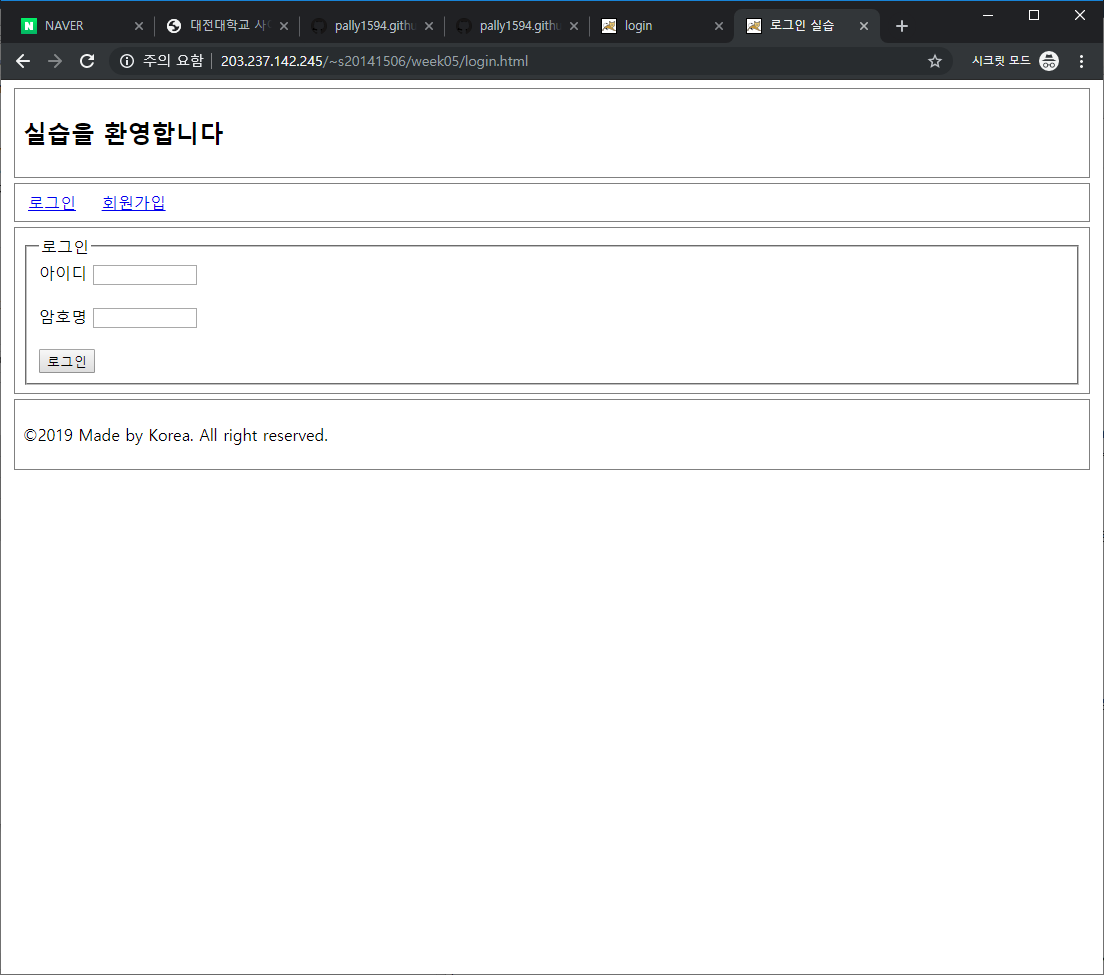 NAVER
대전대학교 사이
pally1594.githu
pally1594.githu
login
로그인 실습
주의 요함
203.237.142.245/~s20141506/week05/login.html
시크릿 모드
실습을 환영합니다
로그인 회원가입
로그인
아이디
암호명
로그인
©2019 Made by Korea. All right reserved.